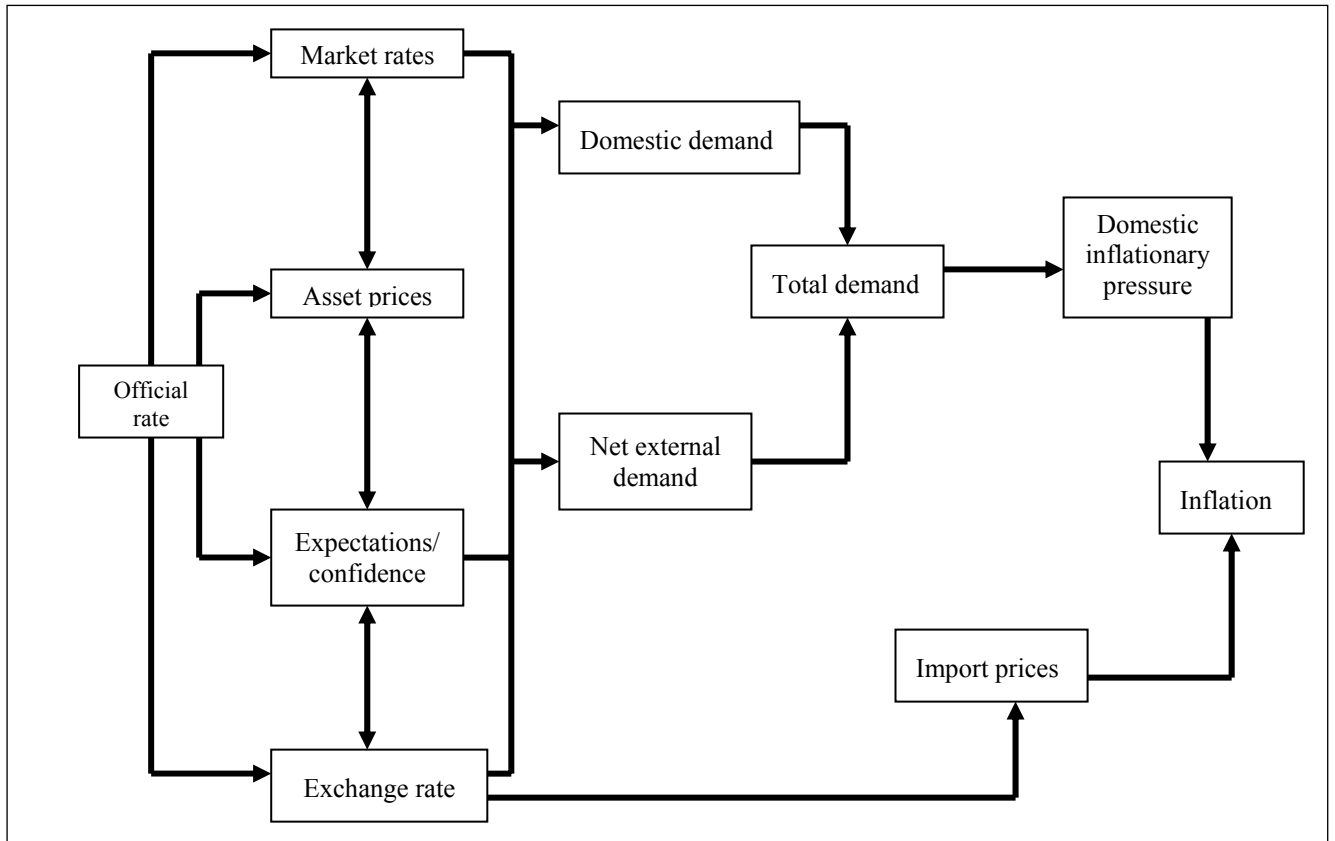 Market rates
Domestic demand
Domestic
inflationary
pressure
Total demand
Asset prices
Official
rate
Net external
demand
Inflation
Expectations/
confidence
Import prices
Exchange rate